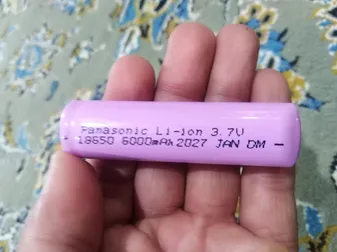 Panasonic Li-ion 3.7V
18650 6000mAh 2027 JAN DM -